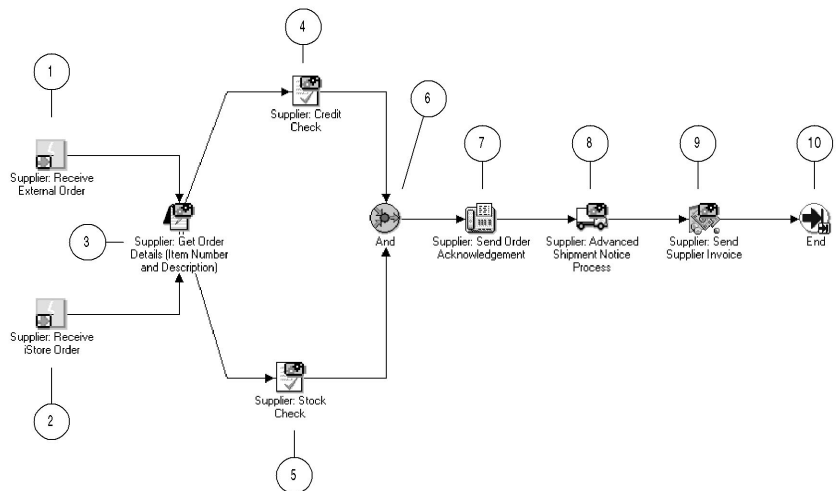 4
1
6
7
8
9
10
Supplier: Credit
Check
Supplier: Receive
External Order
3
Supplier: Get Order
Details (Item Number
and Description)
And
Supplier: Send Order
Acknowledgement
Supplier: Advanced
Shipment Notice
Process
Supplier: Send
Supplier Invoice
End
Supplier: Receive
iStore Order
2
Supplier: Stock
Check
5